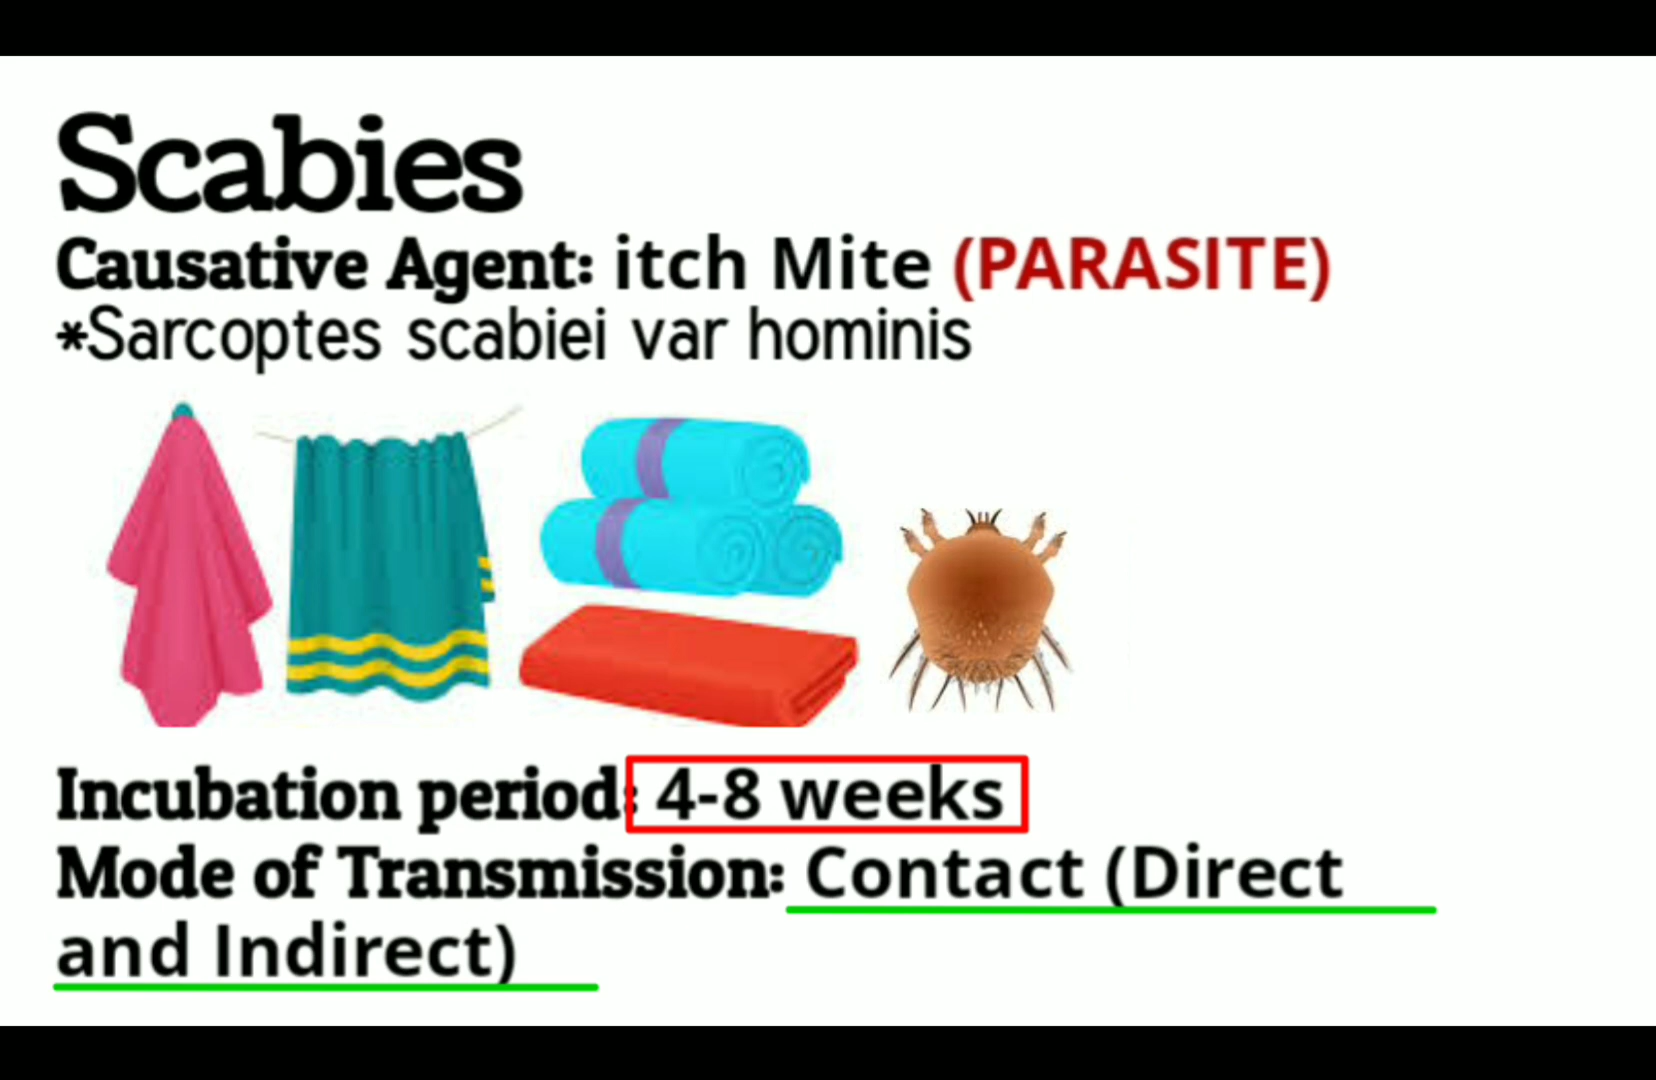 Scabies
Causative Agent: itch Mite (PARASITE)
*Sarcoptes scabiei var hominis
Incubation period: 4-8 weeks
Mode of Transmission: Contact (Direct
and Indirect)